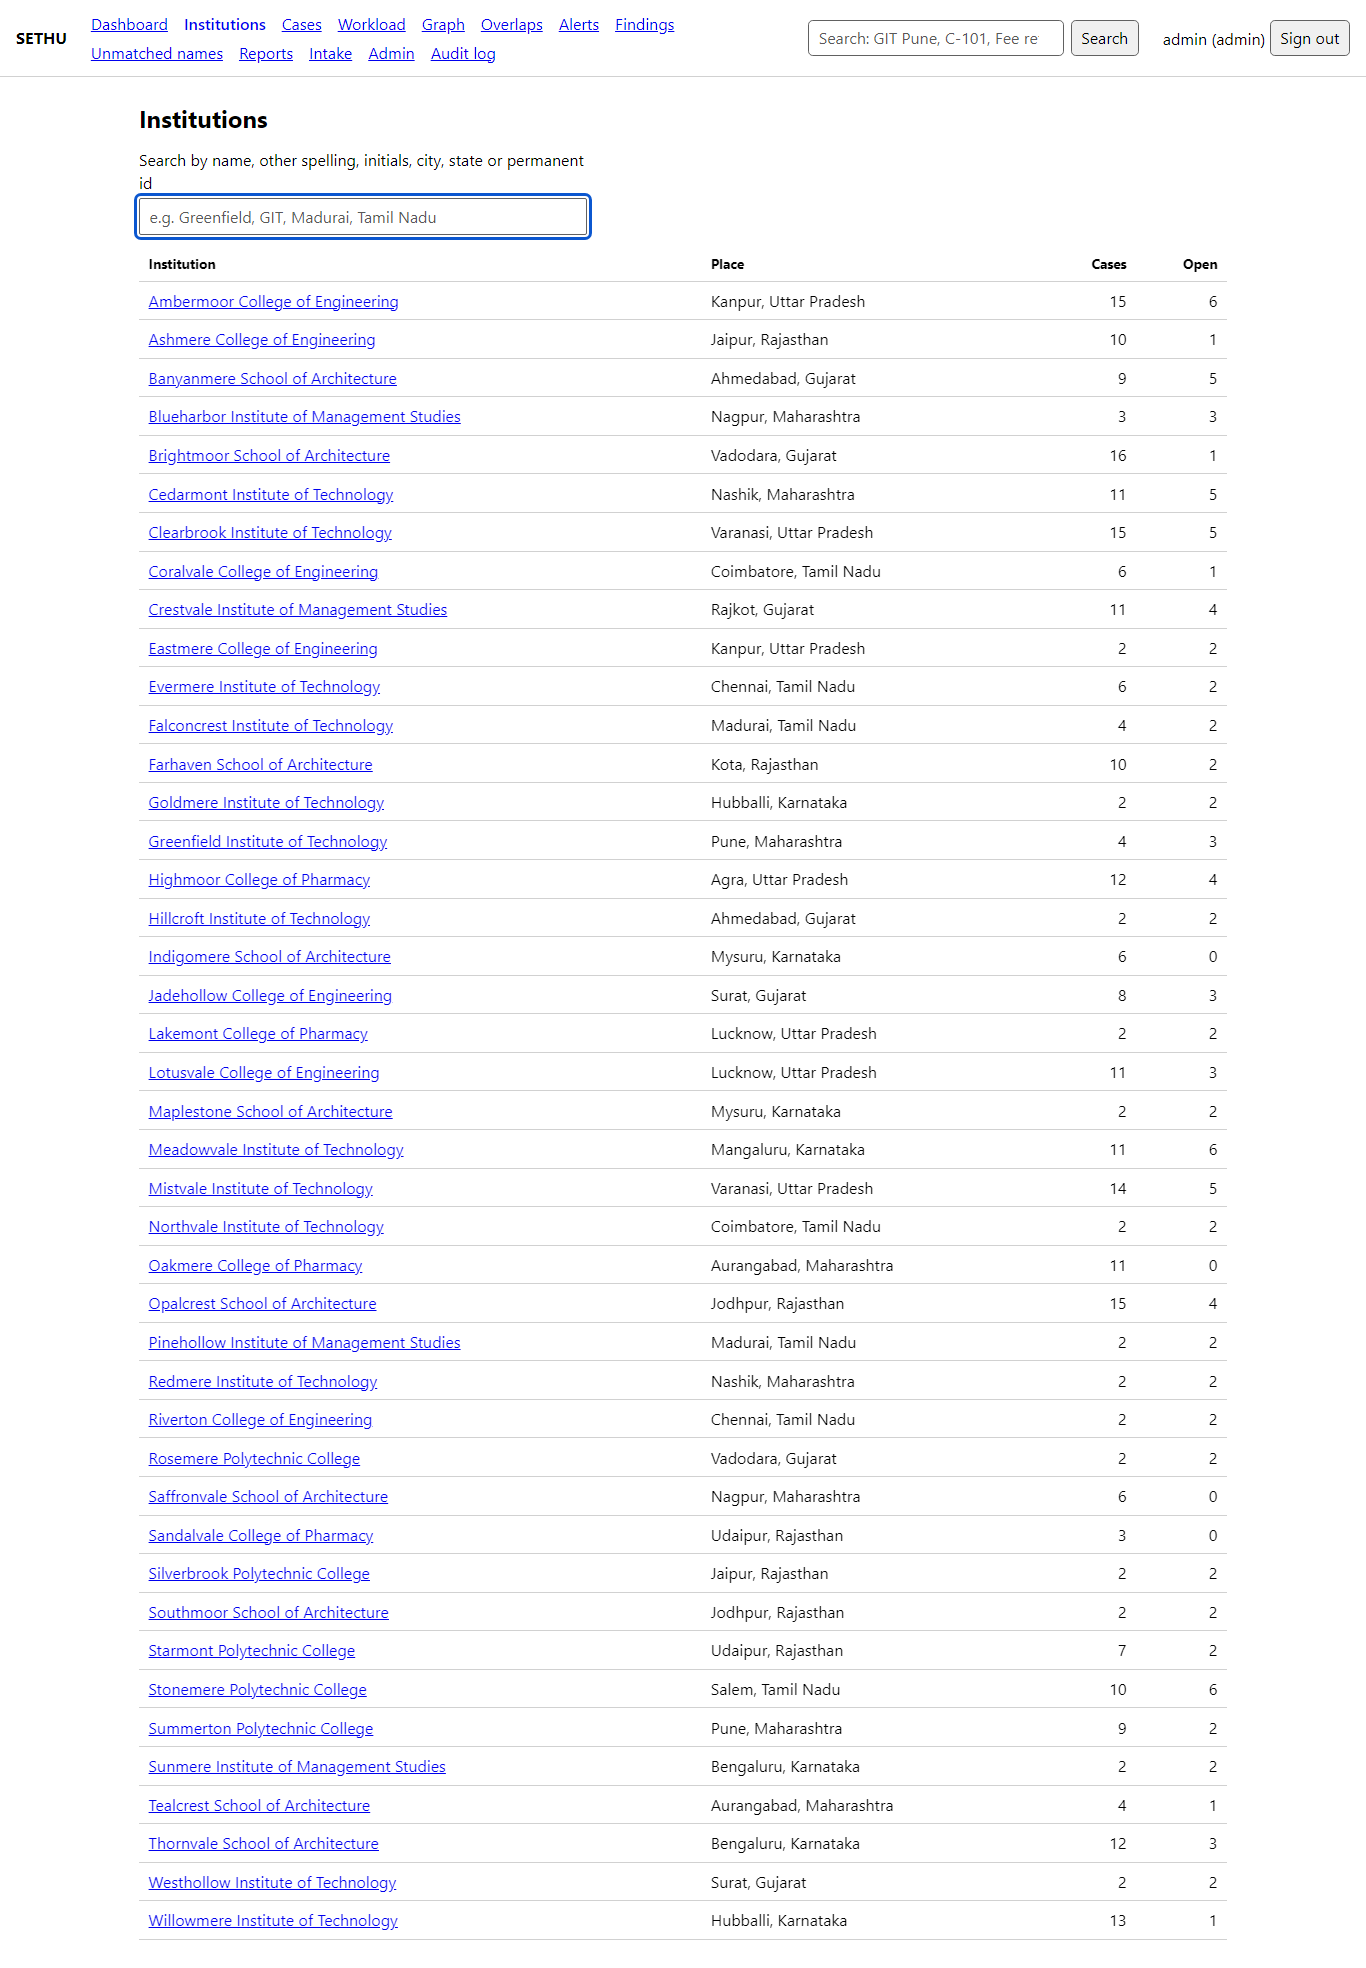 SETHU
Dashboard Institutions Cases Workload Graph Overlaps Alerts Findings
Unmatched names Reports Intake Admin Audit log
Search: GIT Pune, C-101, Fee re Search admin (admin) Sign out
Institutions
Search by name, other spelling, initials, city, state or permanent
id
e.g. Greenfield, GIT, Madurai, Tamil Nadu
Institution Place Cases Open
Ambermoor College of Engineering Kanpur, Uttar Pradesh 15 6
Ashmere College of Engineering Jaipur, Rajasthan 10 1
Banyanmere School of Architecture Ahmedabad, Gujarat 9 5
Blueharbor Institute of Management Studies Nagpur, Maharashtra 3 3
Brightmoor School of Architecture Vadodara, Gujarat 16 1
Cedarmont Institute of Technology Nashik, Maharashtra 11 5
Clearbrook Institute of Technology Varanasi, Uttar Pradesh 15 5
Coralvale College of Engineering Coimbatore, Tamil Nadu 6 1
Crestvale Institute of Management Studies Rajkot, Gujarat 11 4
Eastmere College of Engineering Kanpur, Uttar Pradesh 2 2
Evermere Institute of Technology Chennai, Tamil Nadu 6 2
Falconcrest Institute of Technology Madurai, Tamil Nadu 4 2
Farhaven School of Architecture Kota, Rajasthan 10 2
Goldmere Institute of Technology Hubballi, Karnataka 2 2
Greenfield Institute of Technology Pune, Maharashtra 4 3
Highmoor College of Pharmacy Agra, Uttar Pradesh 12 4
Hillcroft Institute of Technology Ahmedabad, Gujarat 2 2
Indigomere School of Architecture Mysuru, Karnataka 6 0
Jadehollow College of Engineering Surat, Gujarat 8 3
Lakemont College of Pharmacy Lucknow, Uttar Pradesh 2 2
Lotusvale College of Engineering Lucknow, Uttar Pradesh 11 3
Maplestone School of Architecture Mysuru, Karnataka 2 2
Meadowvale Institute of Technology Mangaluru, Karnataka 11 6
Mistvale Institute of Technology Varanasi, Uttar Pradesh 14 5
Northvale Institute of Technology Coimbatore, Tamil Nadu 2 2
Oakmere College of Pharmacy Aurangabad, Maharashtra 11 0
Opalcrest School of Architecture Jodhpur, Rajasthan 15 4
Pinehollow Institute of Management Studies Madurai, Tamil Nadu 2 2
Redmere Institute of Technology Nashik, Maharashtra 2 2
Riverton College of Engineering Chennai, Tamil Nadu 2 2
Rosemere Polytechnic College Vadodara, Gujarat 2 2
Saffronvale School of Architecture Nagpur, Maharashtra 6 0
Sandalvale College of Pharmacy Udaipur, Rajasthan 3 0
Silverbrook Polytechnic College Jaipur, Rajasthan 2 2
Southmoor School of Architecture Jodhpur, Rajasthan 2 2
Starmont Polytechnic College Udaipur, Rajasthan 7 2
Stonemere Polytechnic College Salem, Tamil Nadu 10 6
Summerton Polytechnic College Pune, Maharashtra 9 2
Sunmere Institute of Management Studies Bengaluru, Karnataka 2 2
Tealcrest School of Architecture Aurangabad, Maharashtra 4 1
Thornvale School of Architecture Bengaluru, Karnataka 12 3
Westhollow Institute of Technology Surat, Gujarat 2 2
Willowmere Institute of Technology Hubballi, Karnataka 13 1